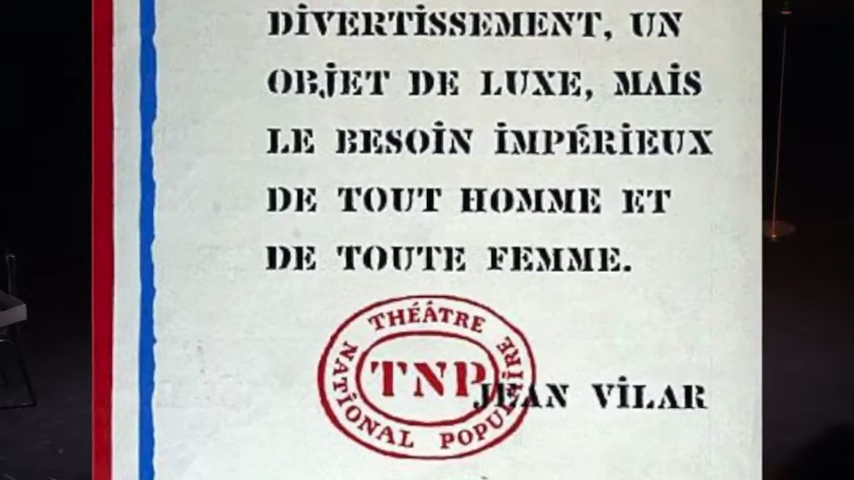 DIVERTISSEMENT, UN
OBJET DE LUXE, MAIS
LE BESOIN IMPÉRIEUX
DE TOUT HOMME ET
DE TOUTE FEMME.
THÉÂTRE
NATIONAL POPULAIRE
TNP
JEAN VILAR